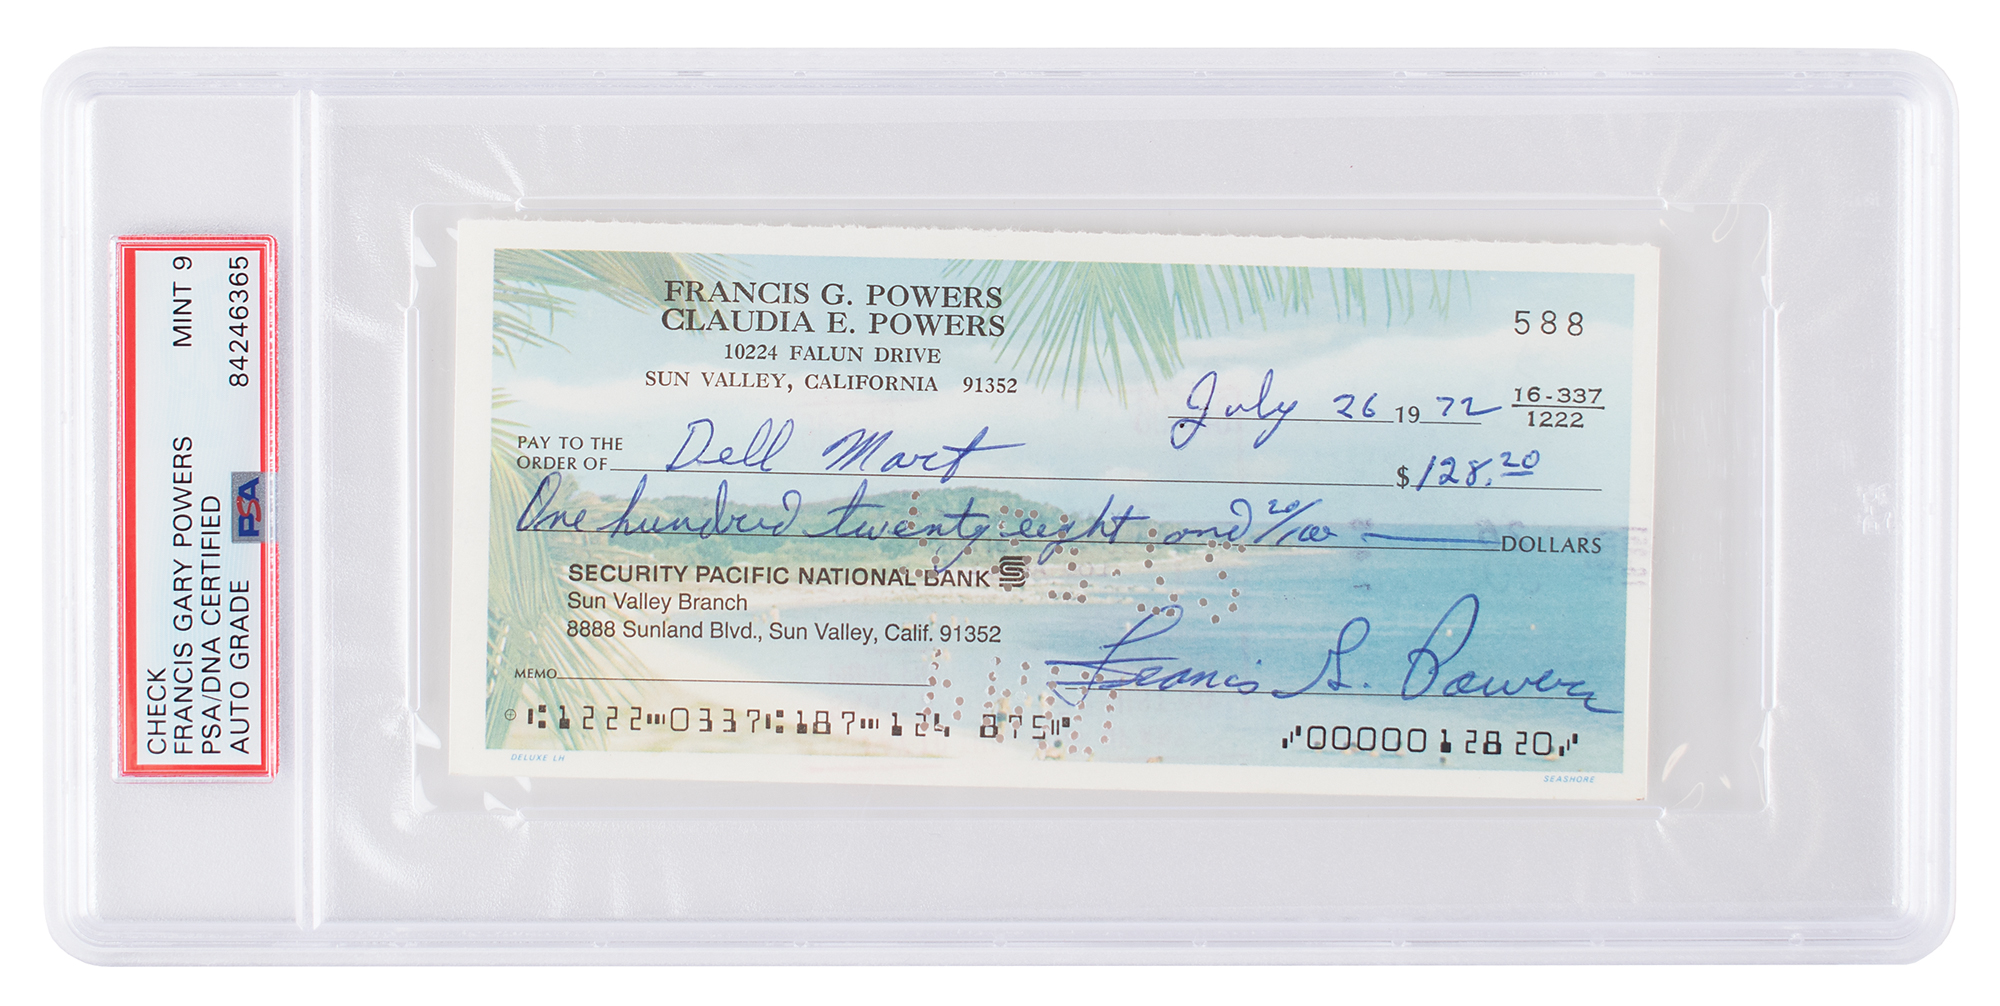 CHECK MINT 9
FRANCIS GARY POWERS
PSA/DNA CERTIFIED 84246365
AUTO GRADE PSA
FRANCIS G. POWERS
CLAUDIA E. POWERS
10224 FALUN DRIVE
SUN VALLEY, CALIFORNIA 91352
588
July 26 1972 16-337
1222
PAY TO THE
ORDER OF Dell Mart $128.20
One hundred twenty eight and 20/100 DOLLARS
SECURITY PACIFIC NATIONAL BANK
Sun Valley Branch
8888 Sunland Blvd., Sun Valley, Calif. 91352
Francis G. Powers
MEMO
⑆1222⑉0337⑆187⑉124 875⑈ ⑇0000012820⑇
DELUXE LH SEASHORE